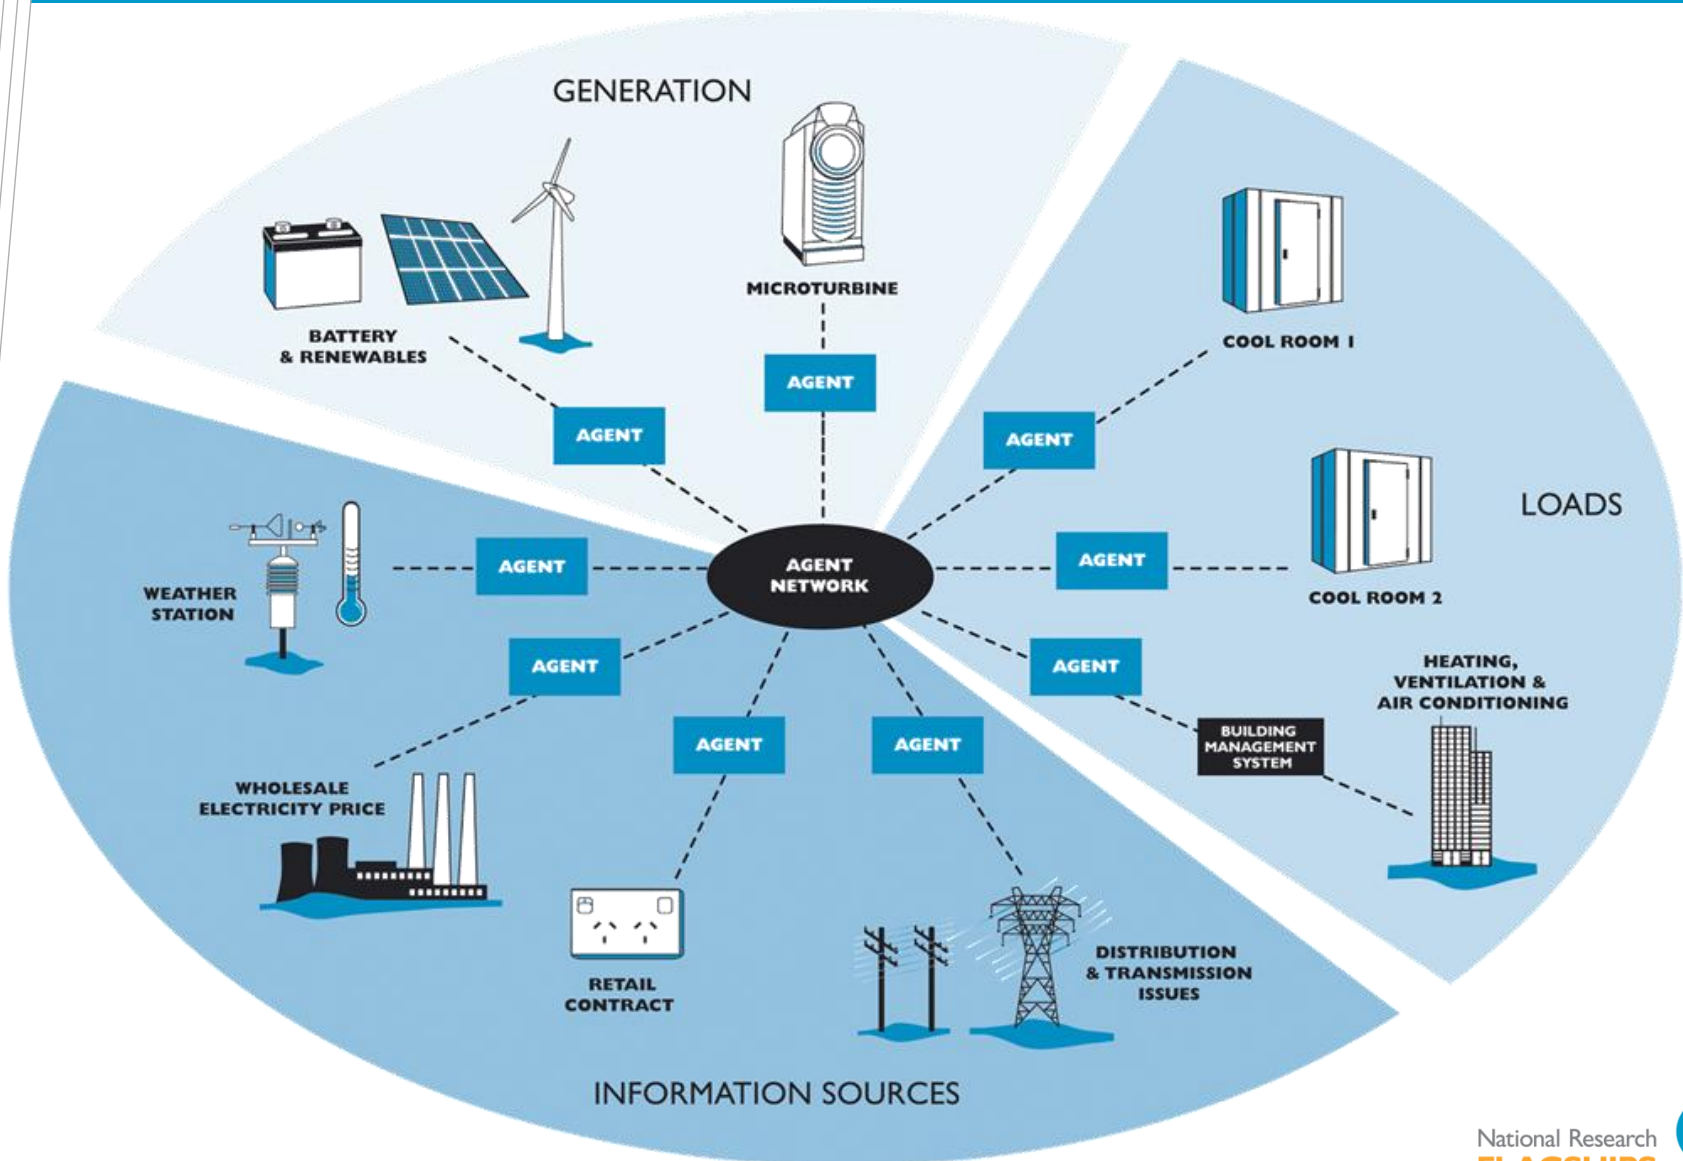 GENERATION
MICROTURBINE
BATTERY
& RENEWABLES
AGENT
AGENT
COOL ROOM 1
AGENT
LOADS
COOL ROOM 2
AGENT
AGENT
NETWORK
AGENT
WEATHER
STATION
AGENT
AGENT
HEATING,
VENTILATION &
AIR CONDITIONING
BUILDING
MANAGEMENT
SYSTEM
AGENT
AGENT
WHOLESALE
ELECTRICITY PRICE
RETAIL
CONTRACT
DISTRIBUTION
& TRANSMISSION
ISSUES
INFORMATION SOURCES
National Research
FLAGSHIPS